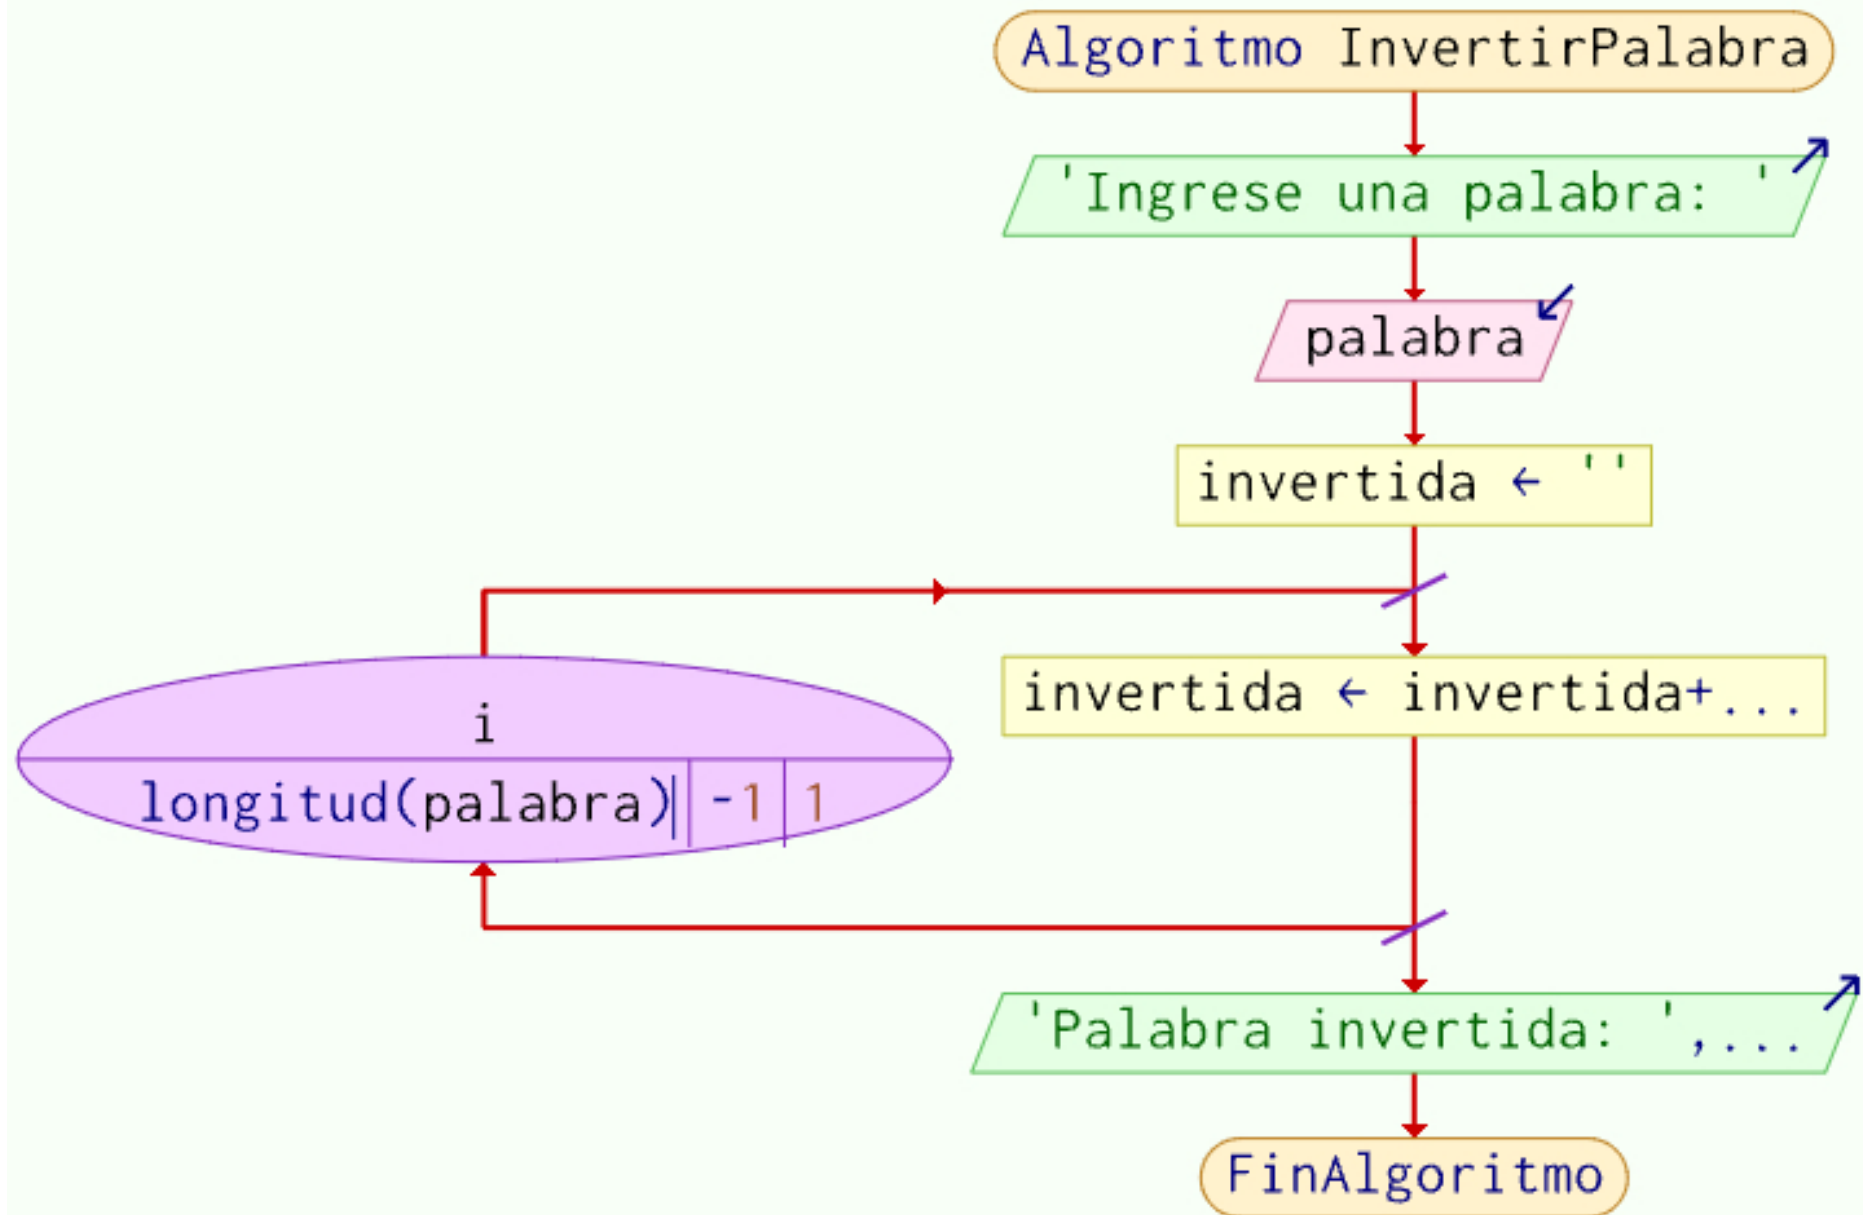 Algoritmo InvertirPalabra
'Ingrese una palabra: '
palabra
invertida ← ''
invertida ← invertida+...
i
longitud(palabra) -1 1
'Palabra invertida: ',...
FinAlgoritmo